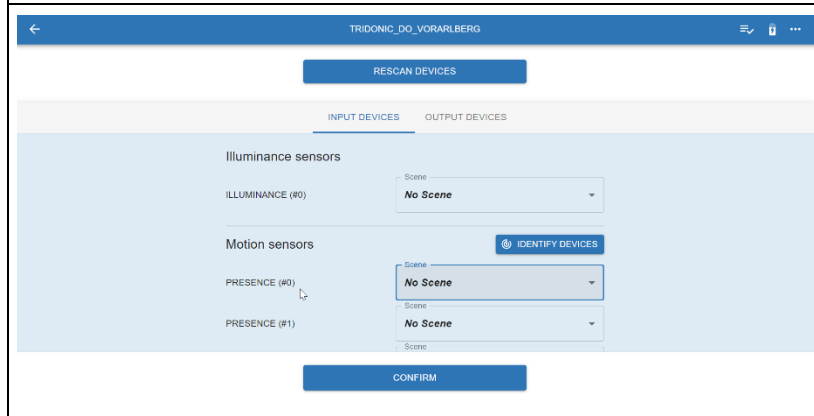 TRIDONIC_DO_VORARLBERG
RESCAN DEVICES
INPUT DEVICES OUTPUT DEVICES
Illuminance sensors
Scene
ILLUMINANCE (#0) No Scene
Motion sensors IDENTIFY DEVICES
Scene
PRESENCE (#0) No Scene
Scene
PRESENCE (#1) No Scene
Scene
CONFIRM